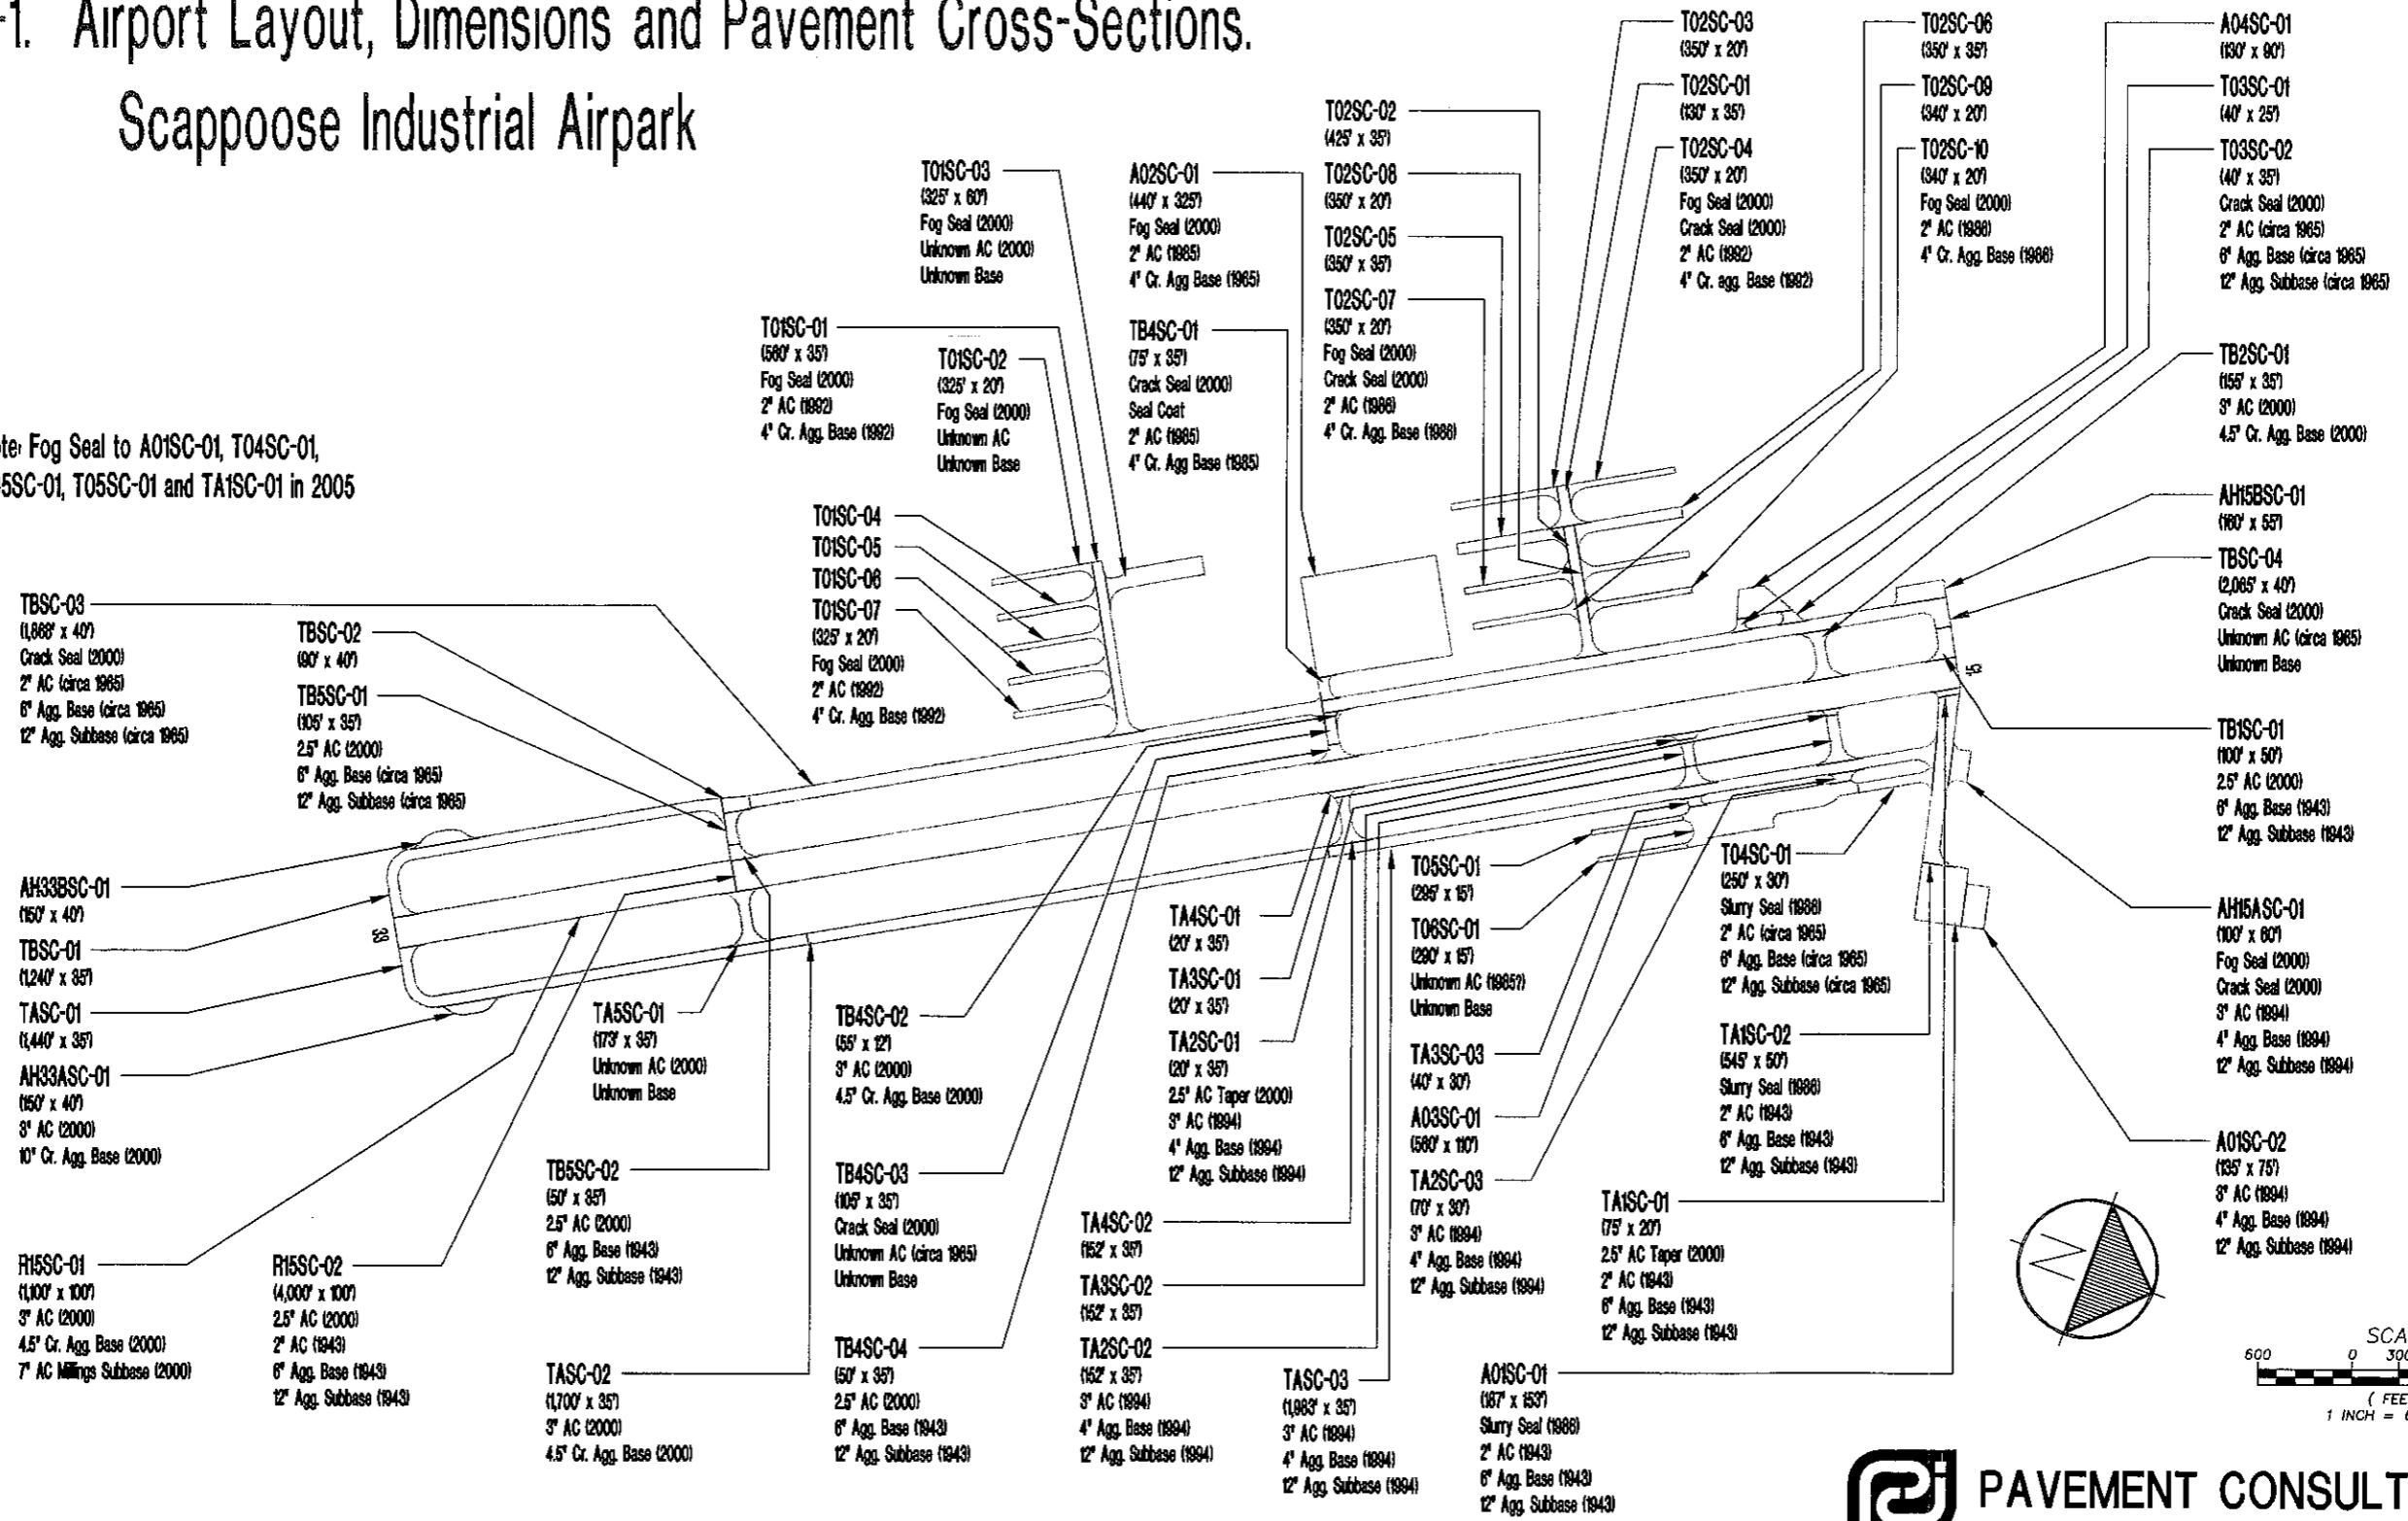 -1. Airport Layout, Dimensions and Pavement Cross-Sections.
Scappoose Industrial Airpark
te: Fog Seal to A01SC-01, T04SC-01,
5SC-01, T05SC-01 and TA1SC-01 in 2005
T01SC-03
(325' x 60')
Fog Seal (2000)
Unknown AC (2000)
Unknown Base
A02SC-01
(440' x 325')
Fog Seal (2000)
2" AC (1985)
4" Cr. Agg Base (1965)
T02SC-02
(425' x 35')
T02SC-08
(350' x 20')
T02SC-05
(350' x 35')
T02SC-07
(350' x 20')
Fog Seal (2000)
Crack Seal (2000)
2" AC (1986)
4" Cr. Agg. Base (1986)
T02SC-03
(350' x 20')
T02SC-01
(130' x 35')
T02SC-04
(350' x 20')
Fog Seal (2000)
Crack Seal (2000)
2" AC (1992)
4" Cr. agg. Base (1992)
T02SC-06
(350' x 35')
T02SC-09
(340' x 20')
T02SC-10
(340' x 20')
Fog Seal (2000)
2" AC (1986)
4" Cr. Agg. Base (1986)
A04SC-01
(130' x 90')
T03SC-01
(40' x 25')
T03SC-02
(40' x 35')
Crack Seal (2000)
2" AC (circa 1965)
6" Agg. Base (circa 1965)
12" Agg. Subbase (circa 1965)
T01SC-01
(560' x 35')
Fog Seal (2000)
2" AC (1992)
4" Cr. Agg. Base (1992)
T01SC-02
(325' x 20')
Fog Seal (2000)
Unknown AC
Unknown Base
TB4SC-01
(75' x 35')
Crack Seal (2000)
Seal Coat
2" AC (1985)
4" Cr. Agg Base (1985)
TB2SC-01
(155' x 35')
3" AC (2000)
4.5" Cr. Agg. Base (2000)
AH15BSC-01
(160' x 55')
TBSC-04
(2,065' x 40')
Crack Seal (2000)
Unknown AC (circa 1965)
Unknown Base
T01SC-04
T01SC-05
T01SC-06
T01SC-07
(325' x 20')
Fog Seal (2000)
2" AC (1992)
4" Cr. Agg. Base (1992)
TBSC-03
(1,868' x 40')
Crack Seal (2000)
2" AC (circa 1965)
6" Agg. Base (circa 1965)
12" Agg. Subbase (circa 1965)
TBSC-02
(90' x 40')
TB5SC-01
(105' x 35')
2.5" AC (2000)
6" Agg. Base (circa 1965)
12" Agg. Subbase (circa 1965)
15
TB1SC-01
(100' x 50')
2.5" AC (2000)
6" Agg. Base (1943)
12" Agg. Subbase (1943)
AH33BSC-01
(150' x 40')
TBSC-01
(1,240' x 35')
TASC-01
(1,440' x 35')
AH33ASC-01
(150' x 40')
3" AC (2000)
10" Cr. Agg. Base (2000)
33
TA5SC-01
(173' x 35')
Unknown AC (2000)
Unknown Base
TB4SC-02
(55' x 12')
3" AC (2000)
4.5" Cr. Agg. Base (2000)
TA4SC-01
(20' x 35')
TA3SC-01
(20' x 35')
TA2SC-01
(20' x 35')
2.5" AC Taper (2000)
3" AC (1994)
4" Agg. Base (1994)
12" Agg. Subbase (1994)
T05SC-01
(295' x 15')
T06SC-01
(290' x 15')
Unknown AC (1985?)
Unknown Base
T04SC-01
(250' x 30')
Slurry Seal (1986)
2" AC (circa 1965)
6" Agg. Base (circa 1965)
12" Agg. Subbase (circa 1965)
AH15ASC-01
(100' x 60')
Fog Seal (2000)
Crack Seal (2000)
3" AC (1994)
4" Agg. Base (1994)
12" Agg. Subbase (1994)
TA3SC-03
(40' x 30')
A03SC-01
(560' x 110')
TA2SC-03
(70' x 30')
3" AC (1994)
4" Agg. Base (1994)
12" Agg. Subbase (1994)
TA1SC-02
(545' x 50')
Slurry Seal (1986)
2" AC (1943)
6" Agg. Base (1943)
12" Agg. Subbase (1943)
A01SC-02
(135' x 75')
3" AC (1994)
4" Agg. Base (1994)
12" Agg. Subbase (1994)
R15SC-01
(1,100' x 100')
3" AC (2000)
4.5" Cr. Agg. Base (2000)
7" AC Millings Subbase (2000)
R15SC-02
(4,000' x 100')
2.5" AC (2000)
2" AC (1943)
6" Agg. Base (1943)
12" Agg. Subbase (1943)
TB5SC-02
(50' x 35')
2.5" AC (2000)
6" Agg. Base (1943)
12" Agg. Subbase (1943)
TB4SC-03
(105' x 35')
Crack Seal (2000)
Unknown AC (circa 1965)
Unknown Base
TA4SC-02
(152' x 35')
TA3SC-02
(152' x 35')
TA2SC-02
(152' x 35')
3" AC (1994)
4" Agg. Base (1994)
12" Agg. Subbase (1994)
TA1SC-01
(75' x 20')
2.5" AC Taper (2000)
2" AC (1943)
6" Agg. Base (1943)
12" Agg. Subbase (1943)
TASC-02
(1,700' x 35')
3" AC (2000)
4.5" Cr. Agg. Base (2000)
TB4SC-04
(50' x 35')
2.5" AC (2000)
6" Agg. Base (1943)
12" Agg. Subbase (1943)
TASC-03
(1,983' x 35')
3" AC (1994)
4" Agg. Base (1994)
12" Agg. Subbase (1994)
A01SC-01
(187' x 153')
Slurry Seal (1986)
2" AC (1943)
6" Agg. Base (1943)
12" Agg. Subbase (1943)
N
SCA
600 0 300
( FEE
1 INCH = 6
PAVEMENT CONSULT